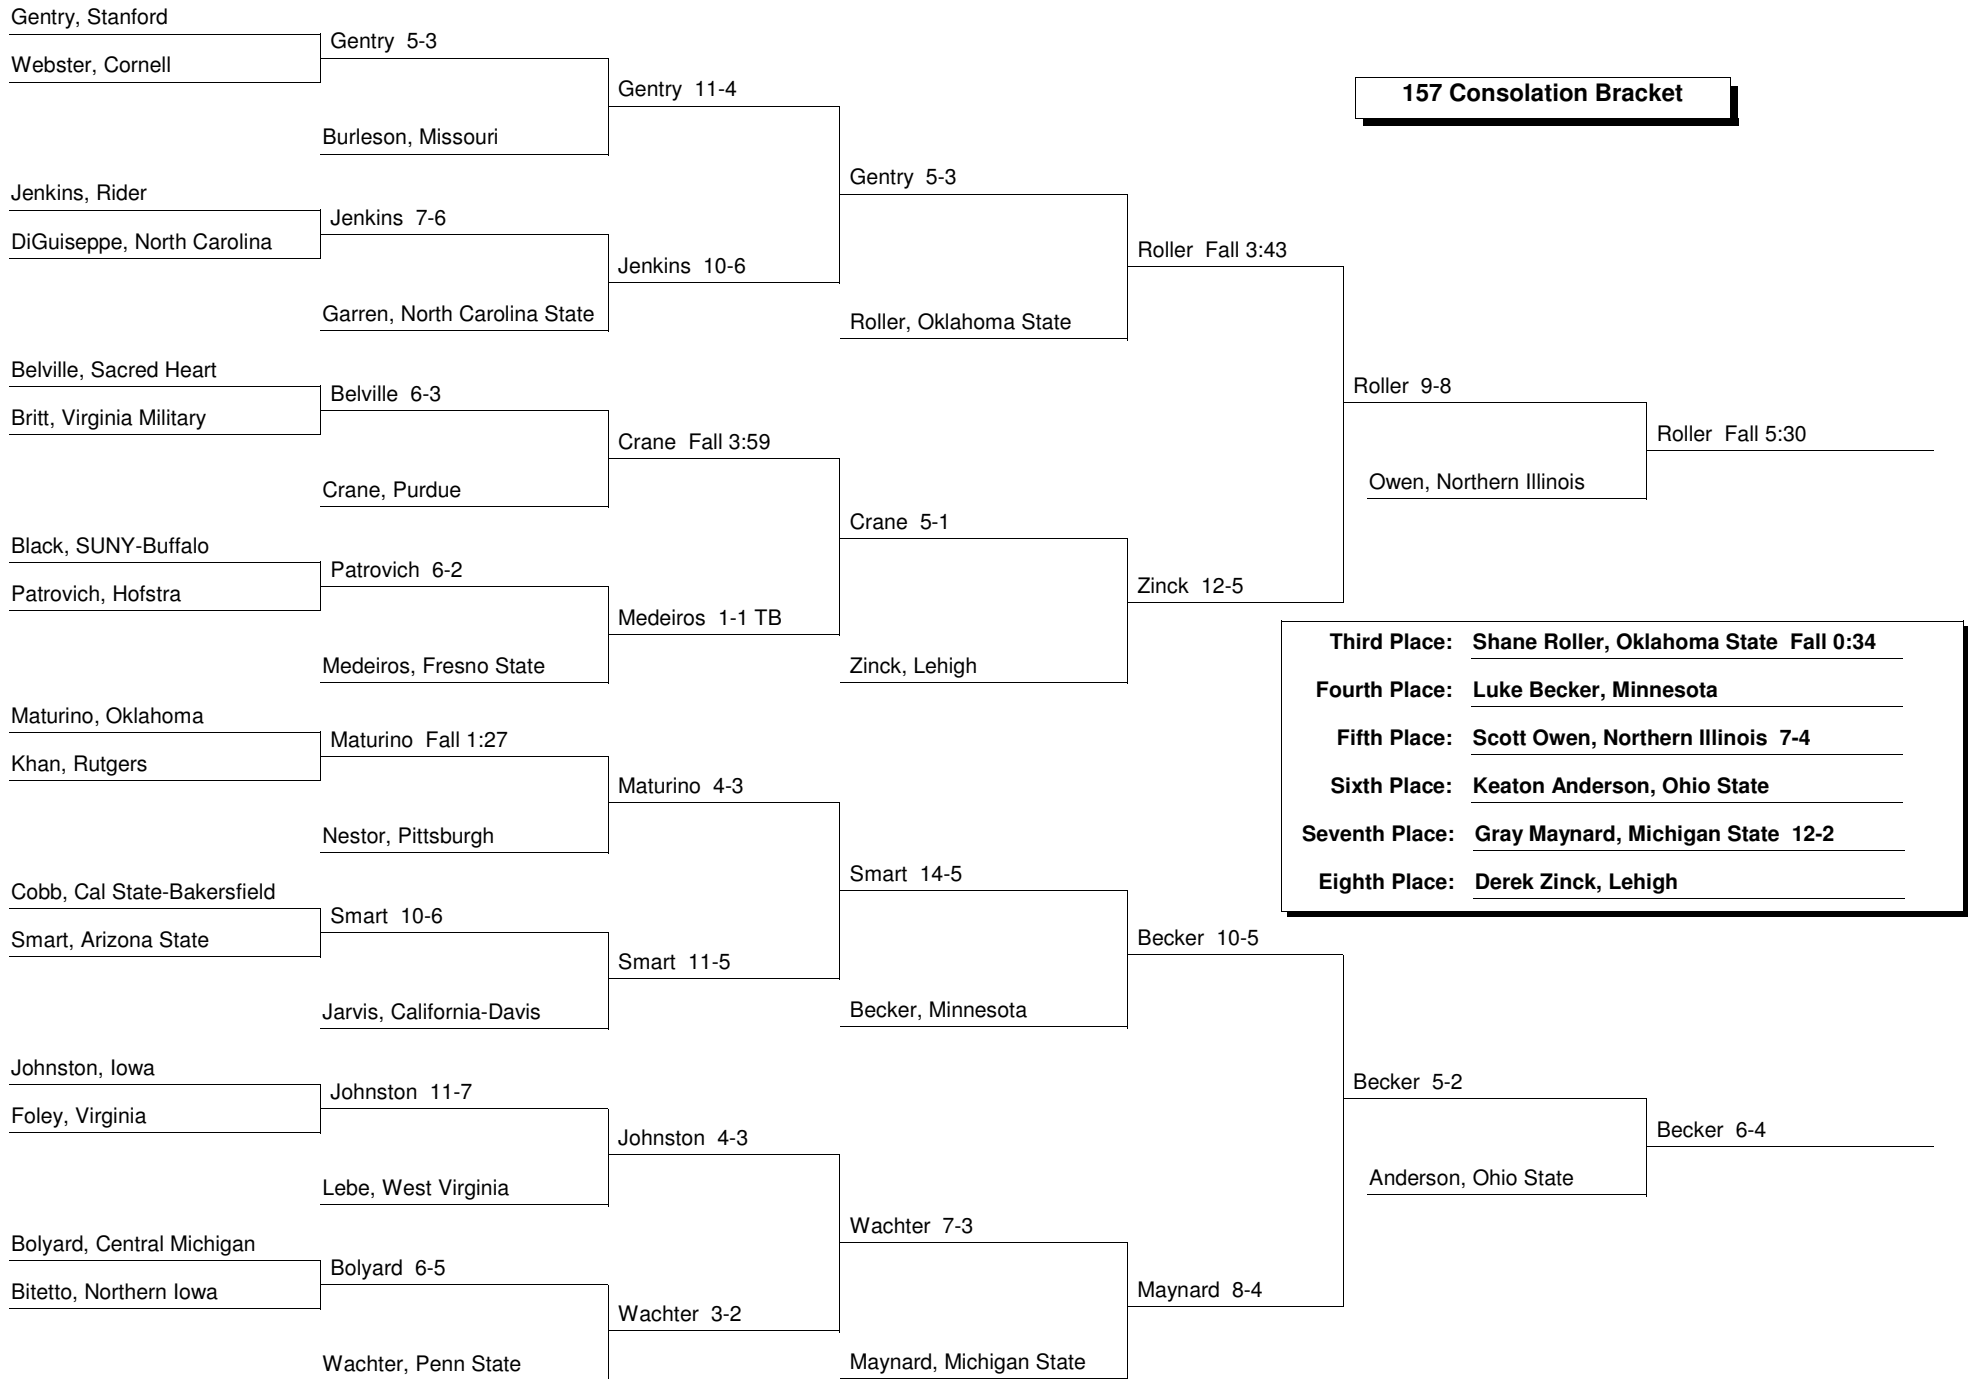 Gentry, Stanford
Webster, Cornell
Jenkins, Rider
DiGuiseppe, North Carolina
Belville, Sacred Heart
Britt, Virginia Military
Black, SUNY-Buffalo
Patrovich, Hofstra
Maturino, Oklahoma
Khan, Rutgers
Cobb, Cal State-Bakersfield
Smart, Arizona State
Johnston, Iowa
Foley, Virginia
Bolyard, Central Michigan
Bitetto, Northern Iowa
Gentry 5-3
Burleson, Missouri
Jenkins 7-6
Garren, North Carolina State
Belville 6-3
Crane, Purdue
Patrovich 6-2
Medeiros, Fresno State
Maturino Fall 1:27
Nestor, Pittsburgh
Smart 10-6
Jarvis, California-Davis
Johnston 11-7
Lebe, West Virginia
Bolyard 6-5
Wachter, Penn State
Gentry 11-4
Jenkins 10-6
Crane Fall 3:59
Medeiros 1-1 TB
Maturino 4-3
Smart 11-5
Johnston 4-3
Wachter 3-2
Gentry 5-3
Roller, Oklahoma State
Crane 5-1
Zinck, Lehigh
Smart 14-5
Becker, Minnesota
Wachter 7-3
Maynard, Michigan State
Roller Fall 3:43
Zinck 12-5
Becker 10-5
Maynard 8-4
157 Consolation Bracket
Roller 9-8
Owen, Northern Illinois
Roller Fall 5:30
Third Place: Shane Roller, Oklahoma State Fall 0:34
Fourth Place: Luke Becker, Minnesota
Fifth Place: Scott Owen, Northern Illinois 7-4
Sixth Place: Keaton Anderson, Ohio State
Seventh Place: Gray Maynard, Michigan State 12-2
Eighth Place: Derek Zinck, Lehigh
Becker 5-2
Anderson, Ohio State
Becker 6-4